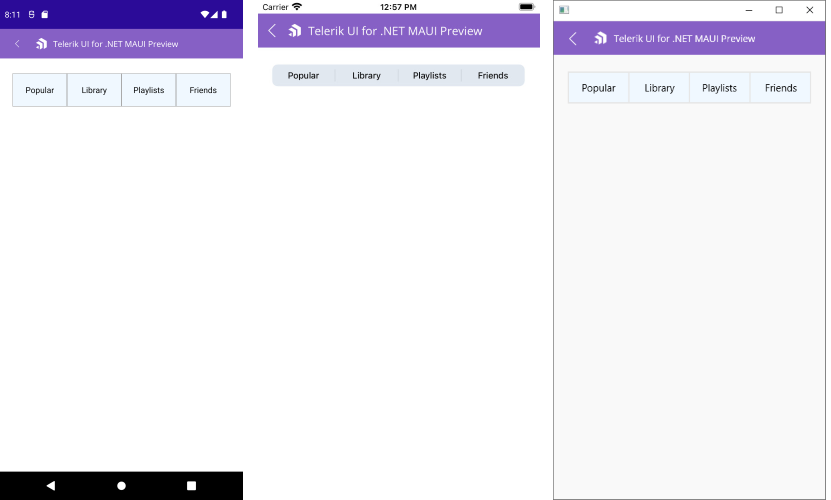 8:11
Telerik UI for .NET MAUI Preview
Popular Library Playlists Friends
Carrier 12:57 PM
Telerik UI for .NET MAUI Preview
Popular Library Playlists Friends
Telerik UI for .NET MAUI Preview
Popular Library Playlists Friends